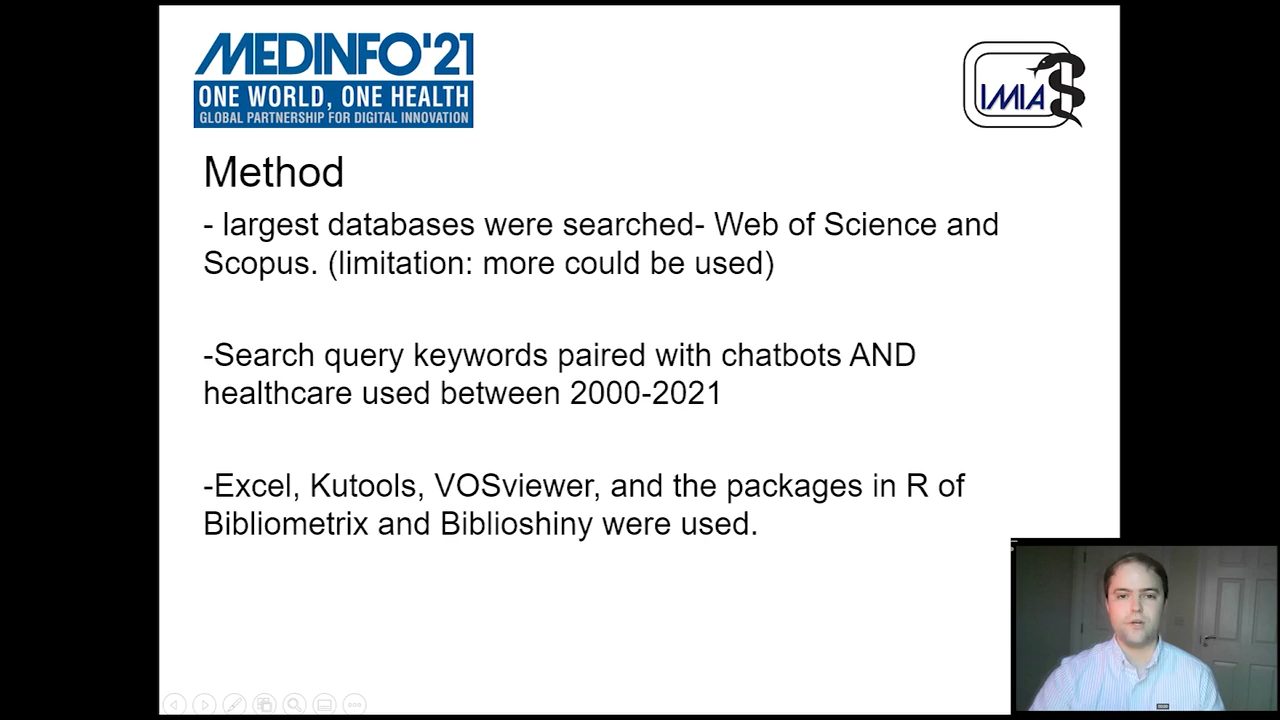 MEDINFO'21
ONE WORLD, ONE HEALTH
GLOBAL PARTNERSHIP FOR DIGITAL INNOVATION
IMIA
Method
- largest databases were searched- Web of Science and
Scopus. (limitation: more could be used)
-Search query keywords paired with chatbots AND
healthcare used between 2000-2021
-Excel, Kutools, VOSviewer, and the packages in R of
Bibliometrix and Biblioshiny were used.